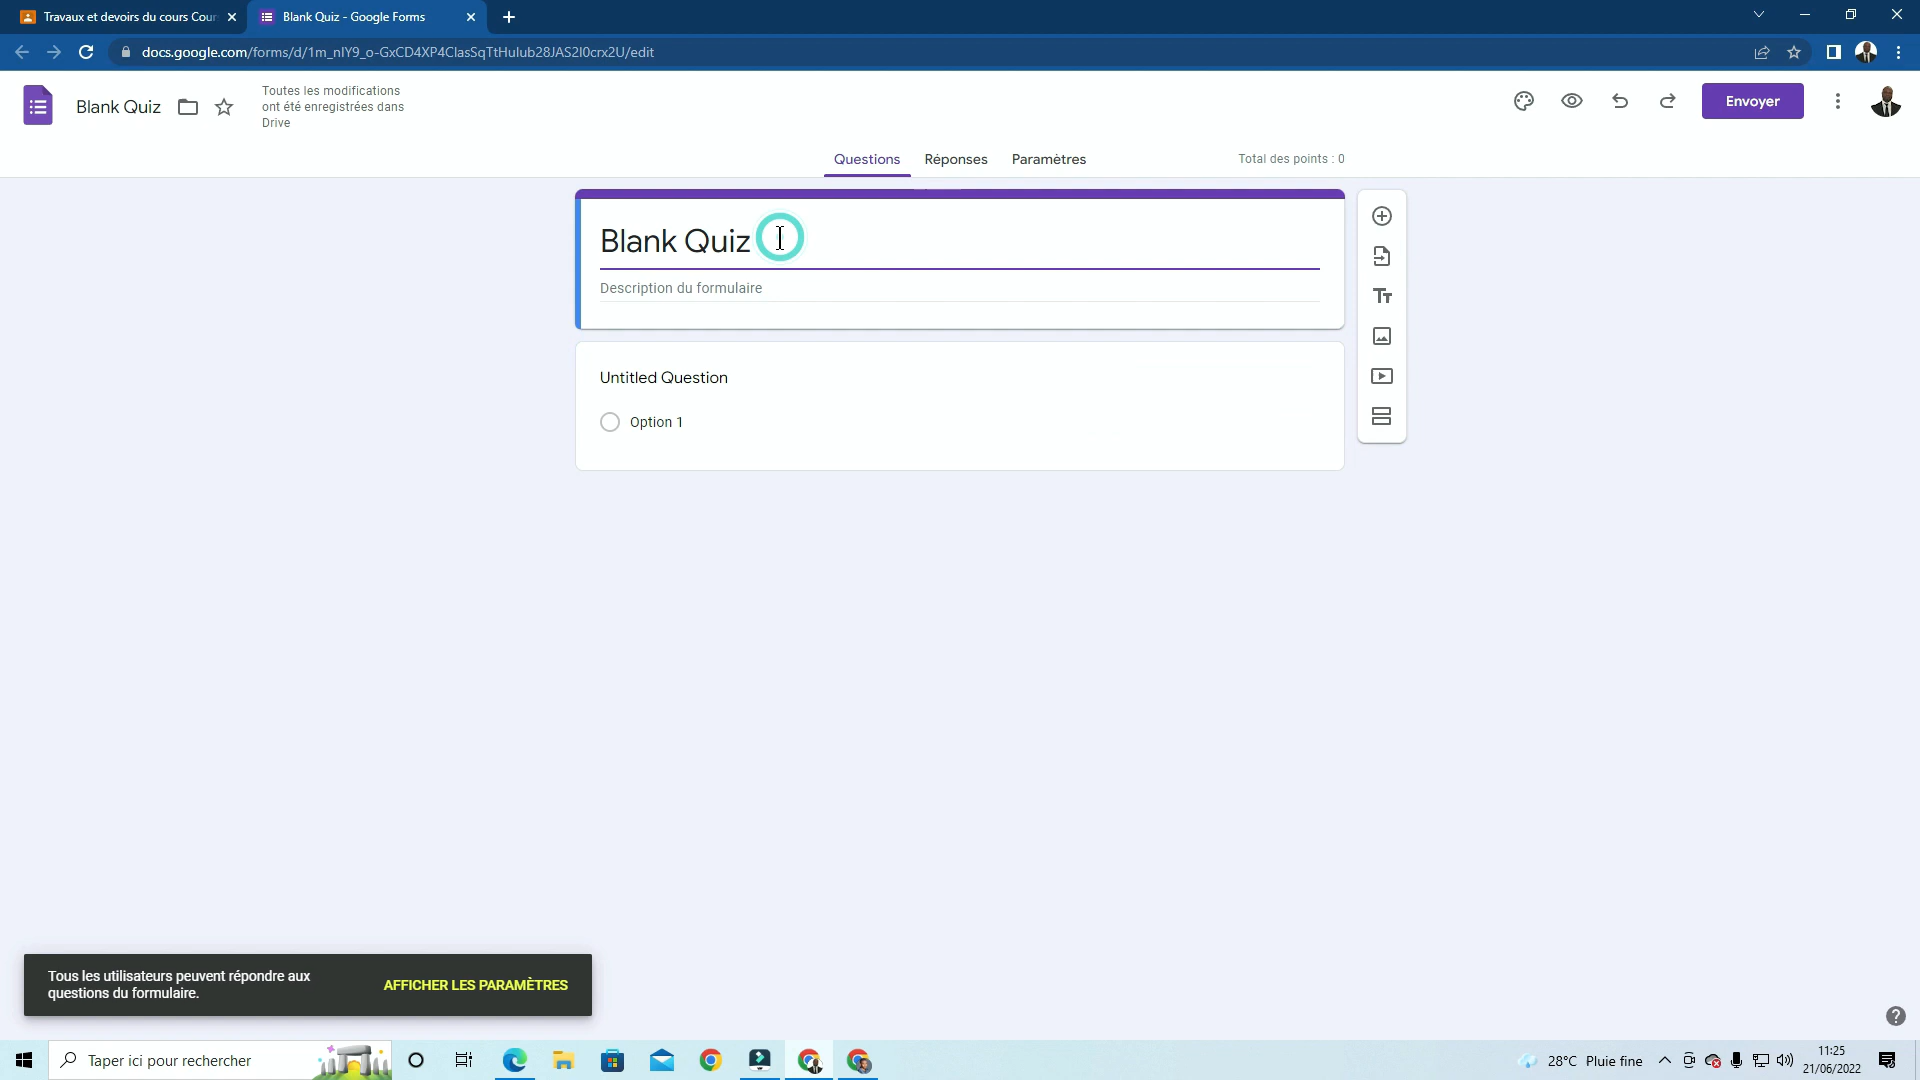 Travaux et devoirs du cours Cour
Blank Quiz - Google Forms
docs.google.com/forms/d/1m_nIY9_o-GxCD4XP4ClasSqTtHulub28JAS2I0crx2U/edit
Blank Quiz
Toutes les modifications
ont été enregistrées dans
Drive
Envoyer
Questions
Réponses
Paramètres
Total des points : 0
Blank Quiz
Description du formulaire
Untitled Question
Option 1
Tous les utilisateurs peuvent répondre aux
questions du formulaire.
AFFICHER LES PARAMÈTRES
Taper ici pour rechercher
28°C Pluie fine
11:25
21/06/2022